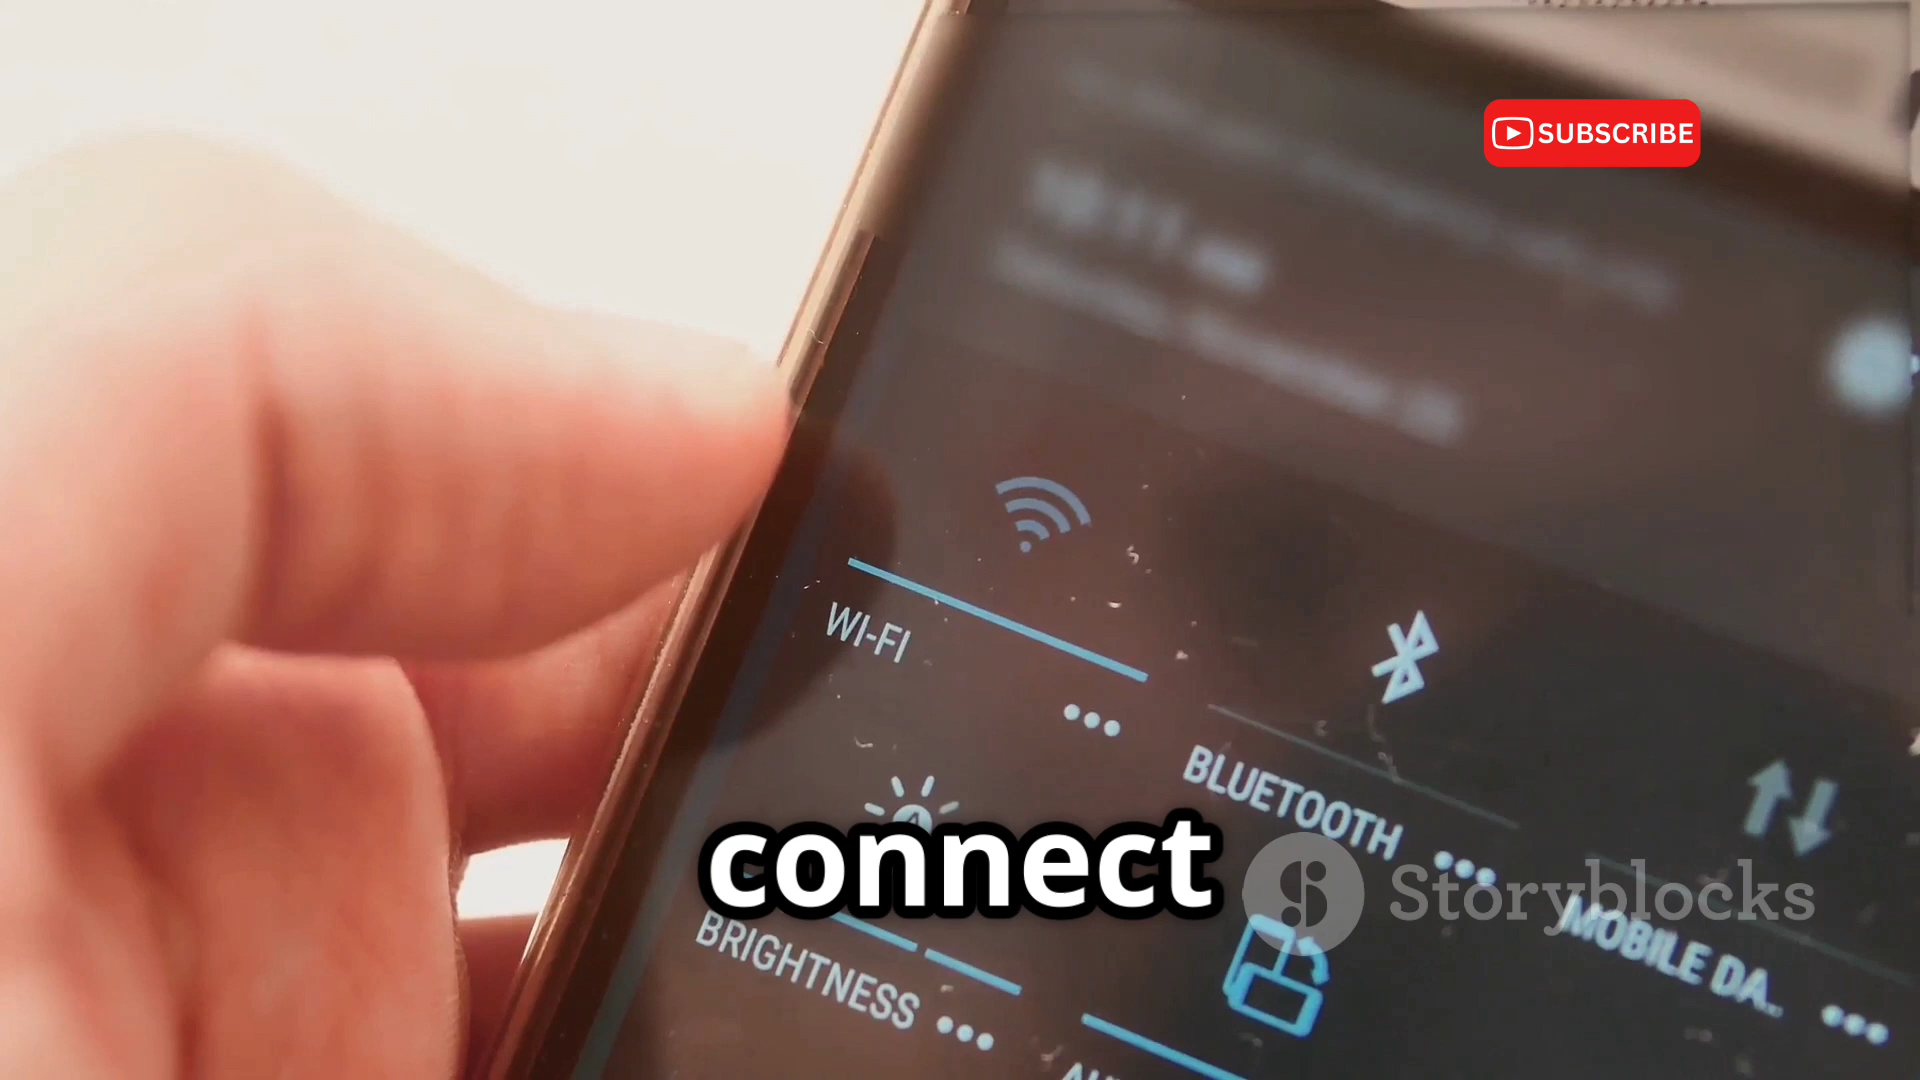 SUBSCRIBE
WI-FI
BLUETOOTH
connect
Storyblocks
MOBILE DA...
BRIGHTNESS